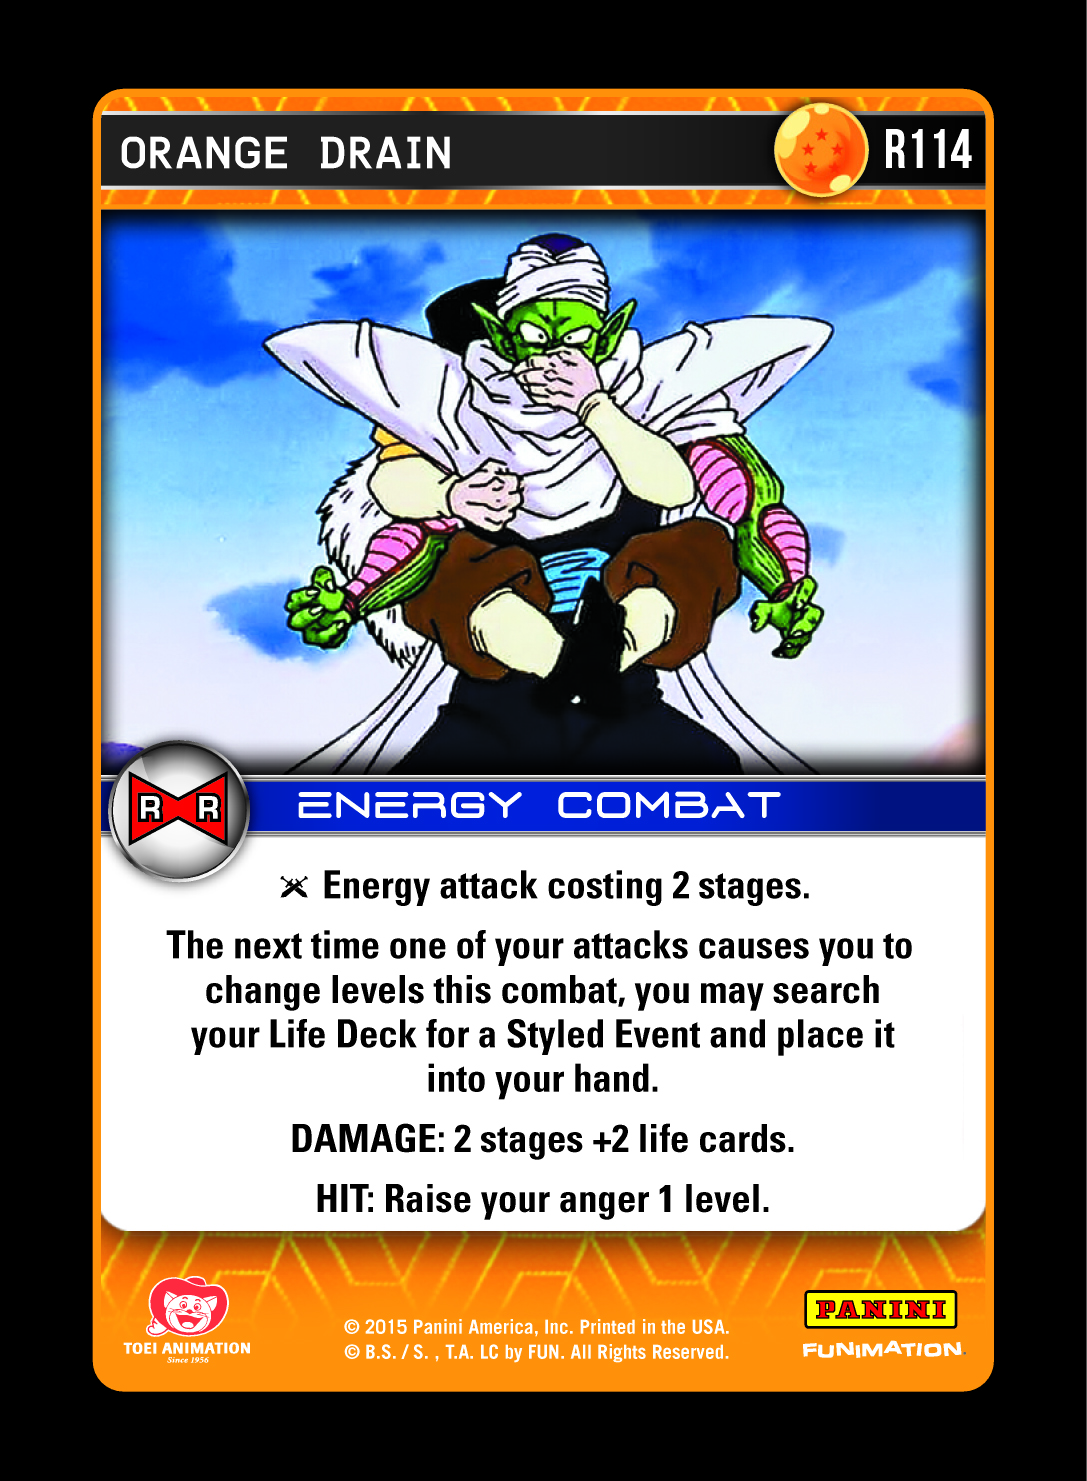 ORANGE DRAIN
R114
R R
ENERGY COMBAT
Energy attack costing 2 stages.
The next time one of your attacks causes you to
change levels this combat, you may search
your Life Deck for a Styled Event and place it
into your hand.
DAMAGE: 2 stages +2 life cards.
HIT: Raise your anger 1 level.
TOEI ANIMATION
Since 1956
© 2015 Panini America, Inc. Printed in the USA.
© B.S. / S. , T.A. LC by FUN. All Rights Reserved.
PANINI
FUNIMATION.